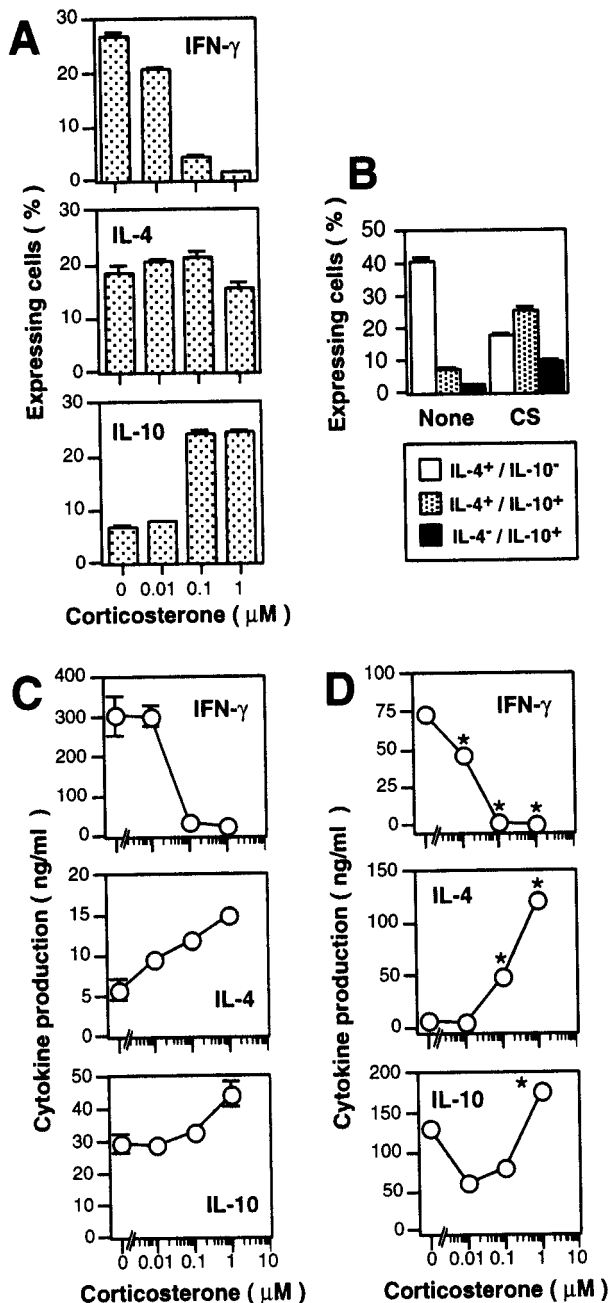 A
IFN-γ
30
20
10
0
IL-4
30
20
10
0
IL-10
30
20
10
0
Expressing cells ( % )
0 0.01 0.1 1
Corticosterone ( μM )
B
50
40
30
20
10
0
Expressing cells ( % )
None CS
IL-4⁺ / IL-10⁻
IL-4⁺ / IL-10⁺
IL-4⁻ / IL-10⁺
C
IFN-γ
400
300
200
100
0
IL-4
20
15
10
5
0
IL-10
50
40
30
20
10
0
Cytokine production ( ng/ml )
0 0.01 0.1 1 10
Corticosterone ( μM )
D
IFN-γ
100
75
50
25
0
* * *
IL-4
150
100
50
0
* *
IL-10
200
150
100
50
0
*
Cytokine production ( ng/ml )
0 0.01 0.1 1 10
Corticosterone ( μM )